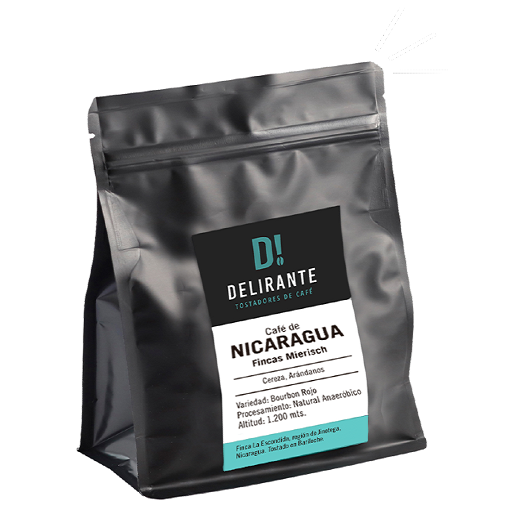 D!
DELIRANTE
TOSTADORES DE CAFÉ
Café de
NICARAGUA
Fincas Mierisch
Cereza, Arándanos
Variedad: Bourbon Rojo
Procesamiento: Natural Anaeróbico
Altitud: 1.200 mts.
Finca La Escondida, región de Jinotega,
Nicaragua. Tostado en Bariloche